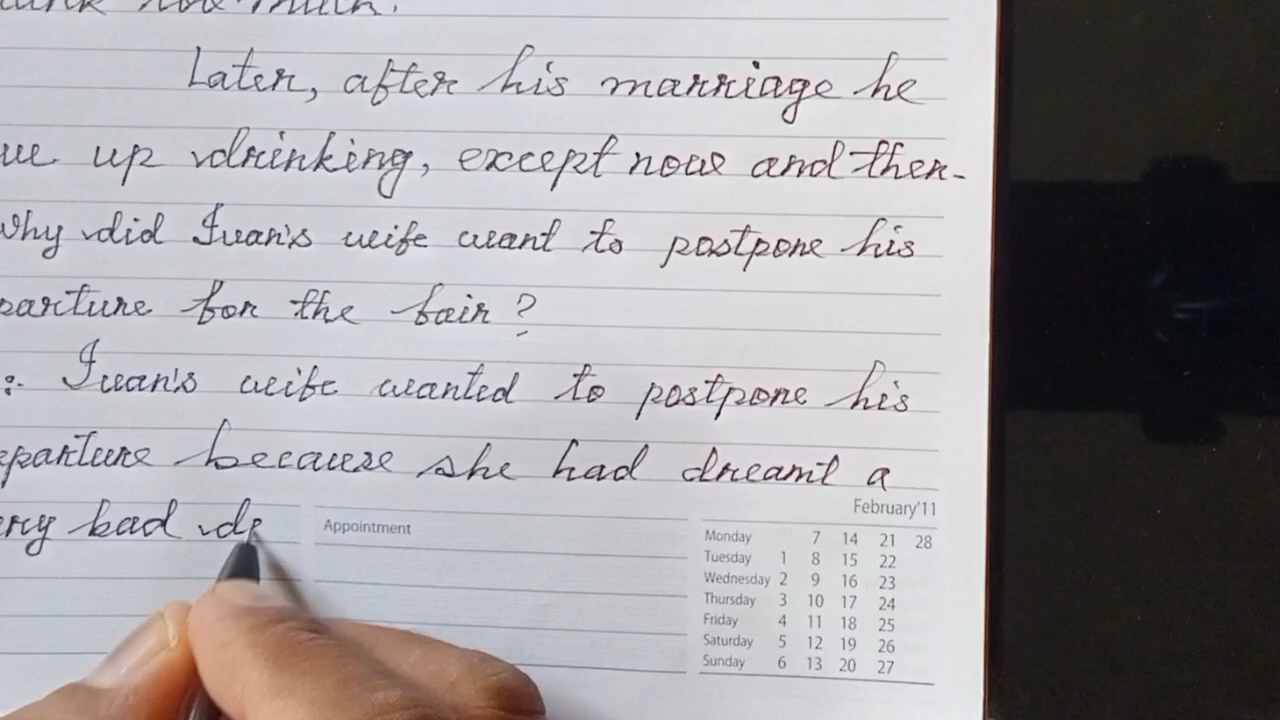 Later, after his marriage he
up drinking, except now and then.
Why did Ivan's wife want to postpone his
parture for the fair?
:- Ivan's wife wanted to postpone his
eparture because she had dreamt a
ery bad
Appointment
February'11
Monday 7 14 21 28
Tuesday 1 8 15 22
Wednesday 2 9 16 23
Thursday 3 10 17 24
Friday 4 11 18 25
Saturday 5 12 19 26
Sunday 6 13 20 27